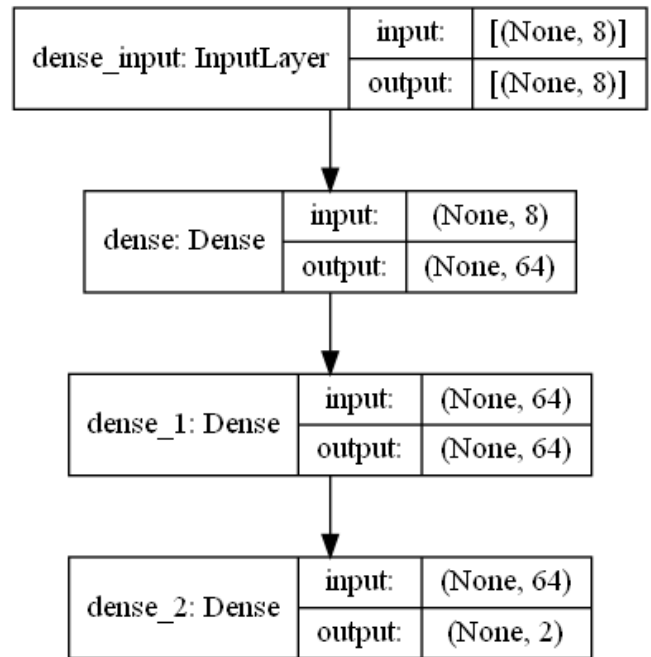 dense_input: InputLayer
input: [(None, 8)]
output: [(None, 8)]
dense: Dense
input: (None, 8)
output: (None, 64)
dense_1: Dense
input: (None, 64)
output: (None, 64)
dense_2: Dense
input: (None, 64)
output: (None, 2)